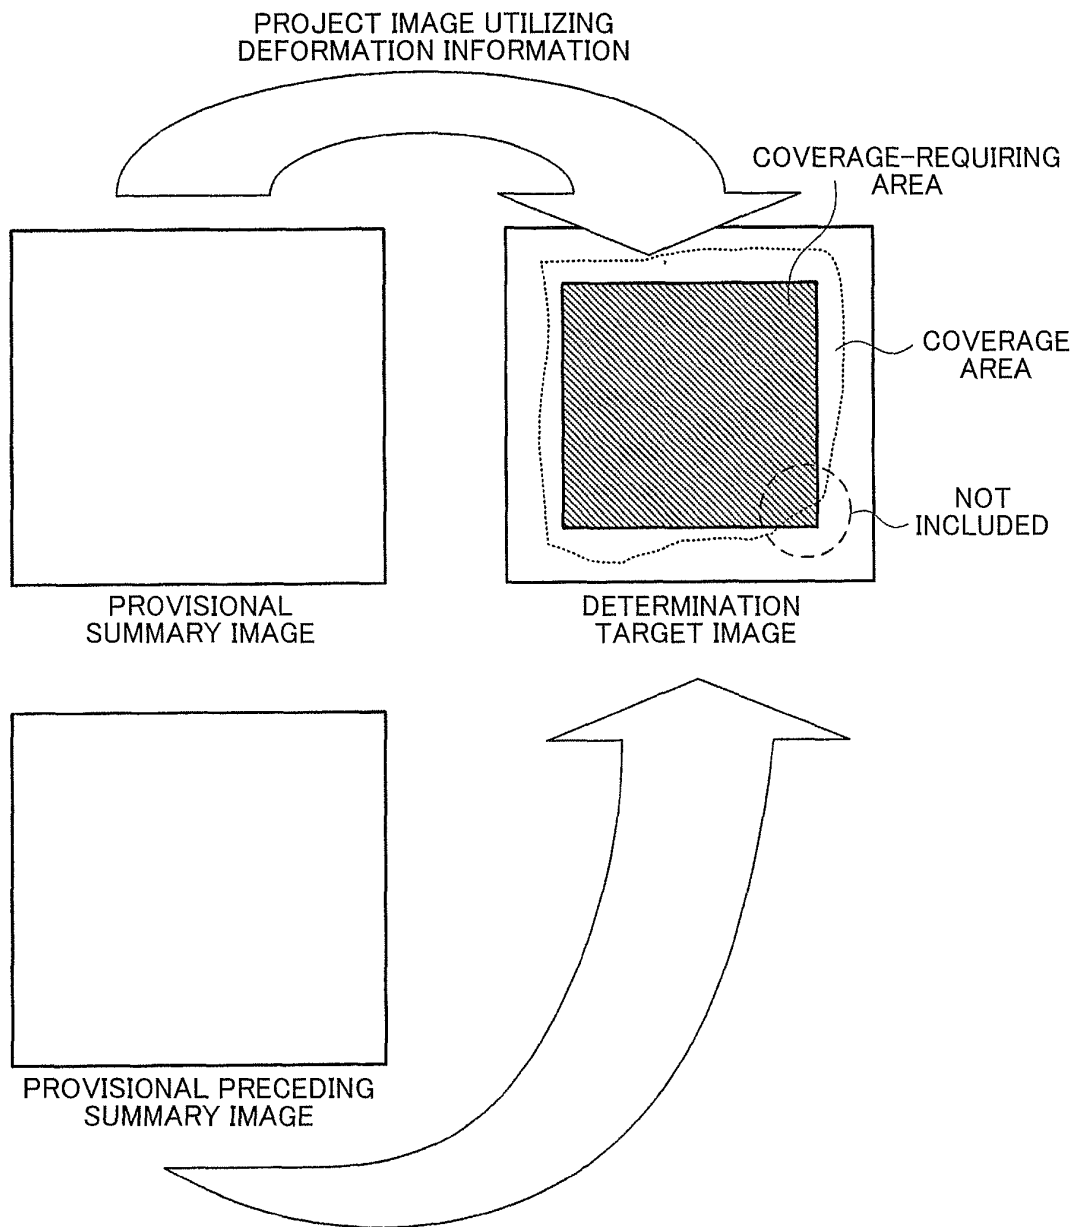 PROJECT IMAGE UTILIZING
DEFORMATION INFORMATION
COVERAGE-REQUIRING
AREA
COVERAGE
AREA
NOT
INCLUDED
PROVISIONAL
SUMMARY IMAGE
DETERMINATION
TARGET IMAGE
PROVISIONAL PRECEDING
SUMMARY IMAGE